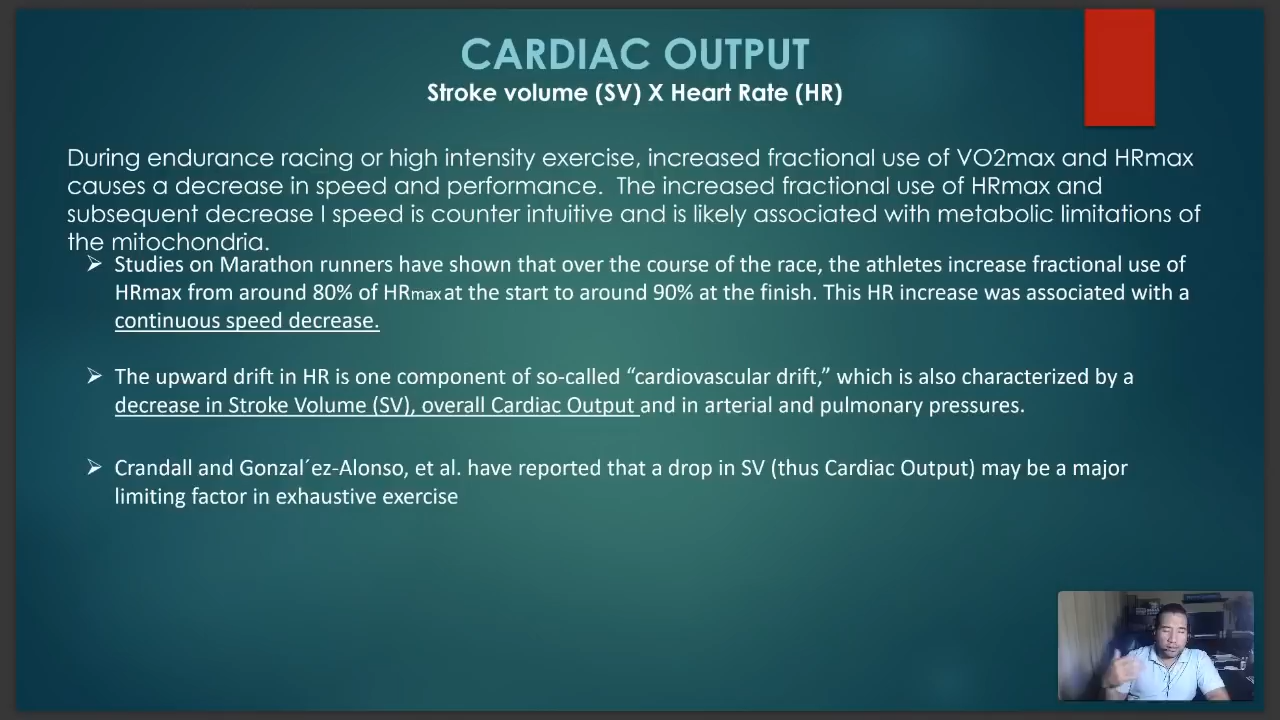 CARDIAC OUTPUT
Stroke volume (SV) X Heart Rate (HR)
During endurance racing or high intensity exercise, increased fractional use of VO2max and HRmax
causes a decrease in speed and performance.  The increased fractional use of HRmax and
subsequent decrease I speed is counter intuitive and is likely associated with metabolic limitations of
the mitochondria.
➢ Studies on Marathon runners have shown that over the course of the race, the athletes increase fractional use of
HRmax from around 80% of HRmax at the start to around 90% at the finish. This HR increase was associated with a
continuous speed decrease.
➢ The upward drift in HR is one component of so-called “cardiovascular drift,” which is also characterized by a
decrease in Stroke Volume (SV), overall Cardiac Output and in arterial and pulmonary pressures.
➢ Crandall and Gonzal´ez-Alonso, et al. have reported that a drop in SV (thus Cardiac Output) may be a major
limiting factor in exhaustive exercise